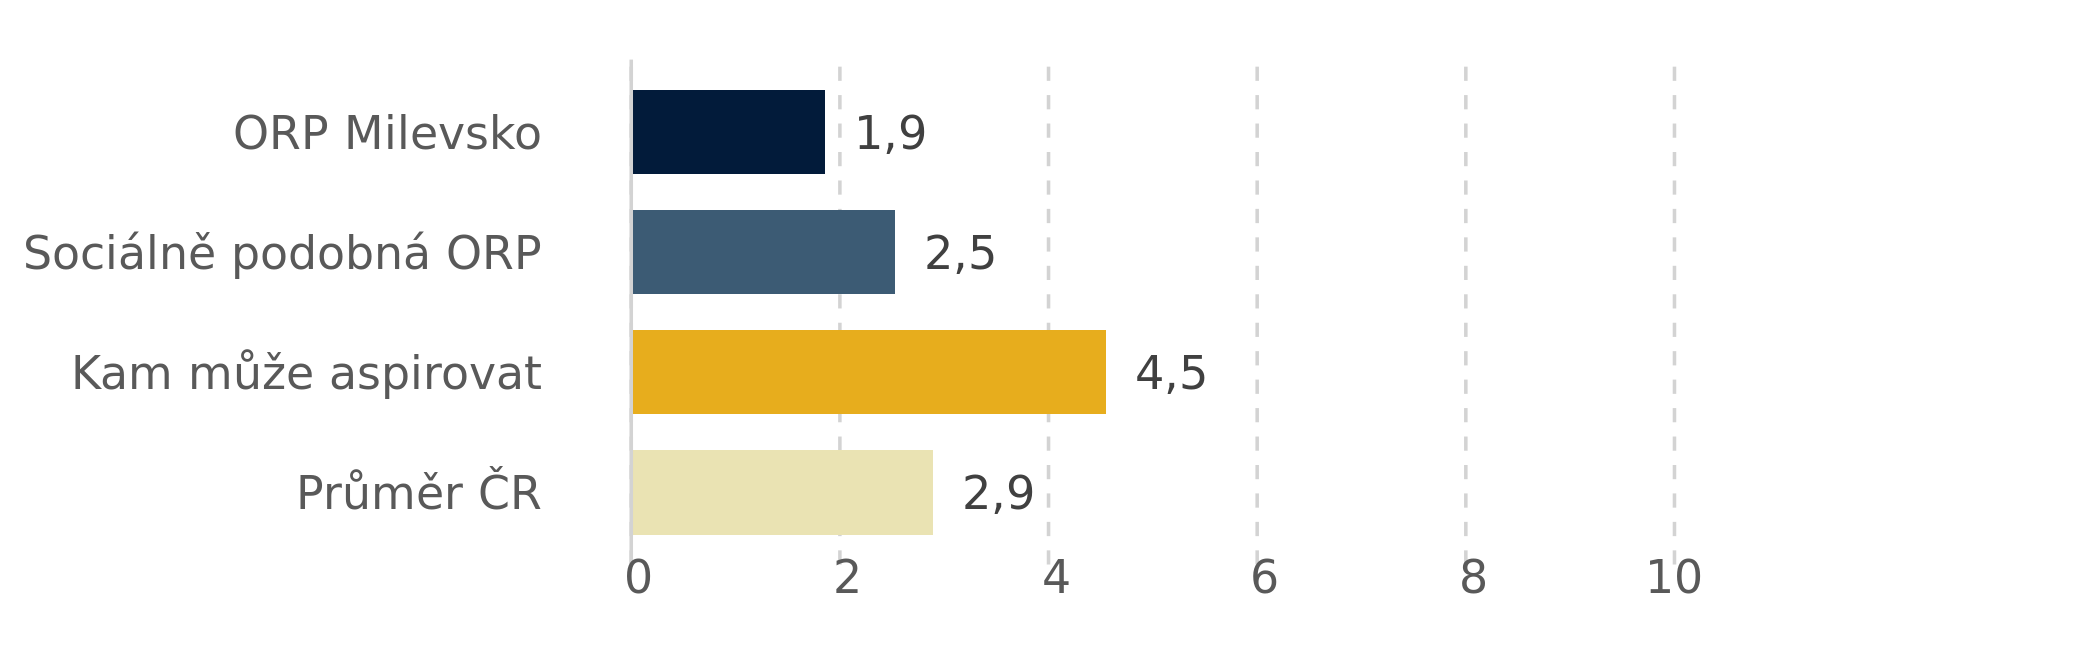 ORP Milevsko 1,9
Sociálně podobná ORP 2,5
Kam může aspirovat 4,5
Průměr ČR 2,9
0 2 4 6 8 10